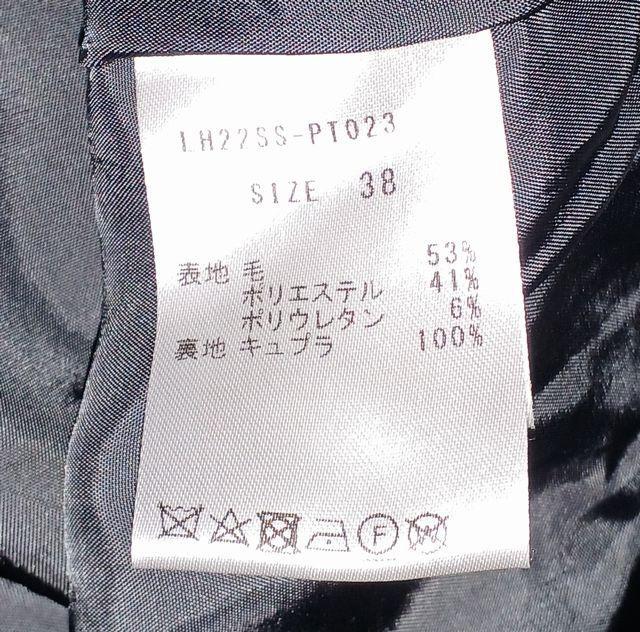 LH22SS-PT023
SIZE 38
表地 毛 53%
ポリエステル 41%
ポリウレタン 6%
裏地 キュプラ 100%
F W